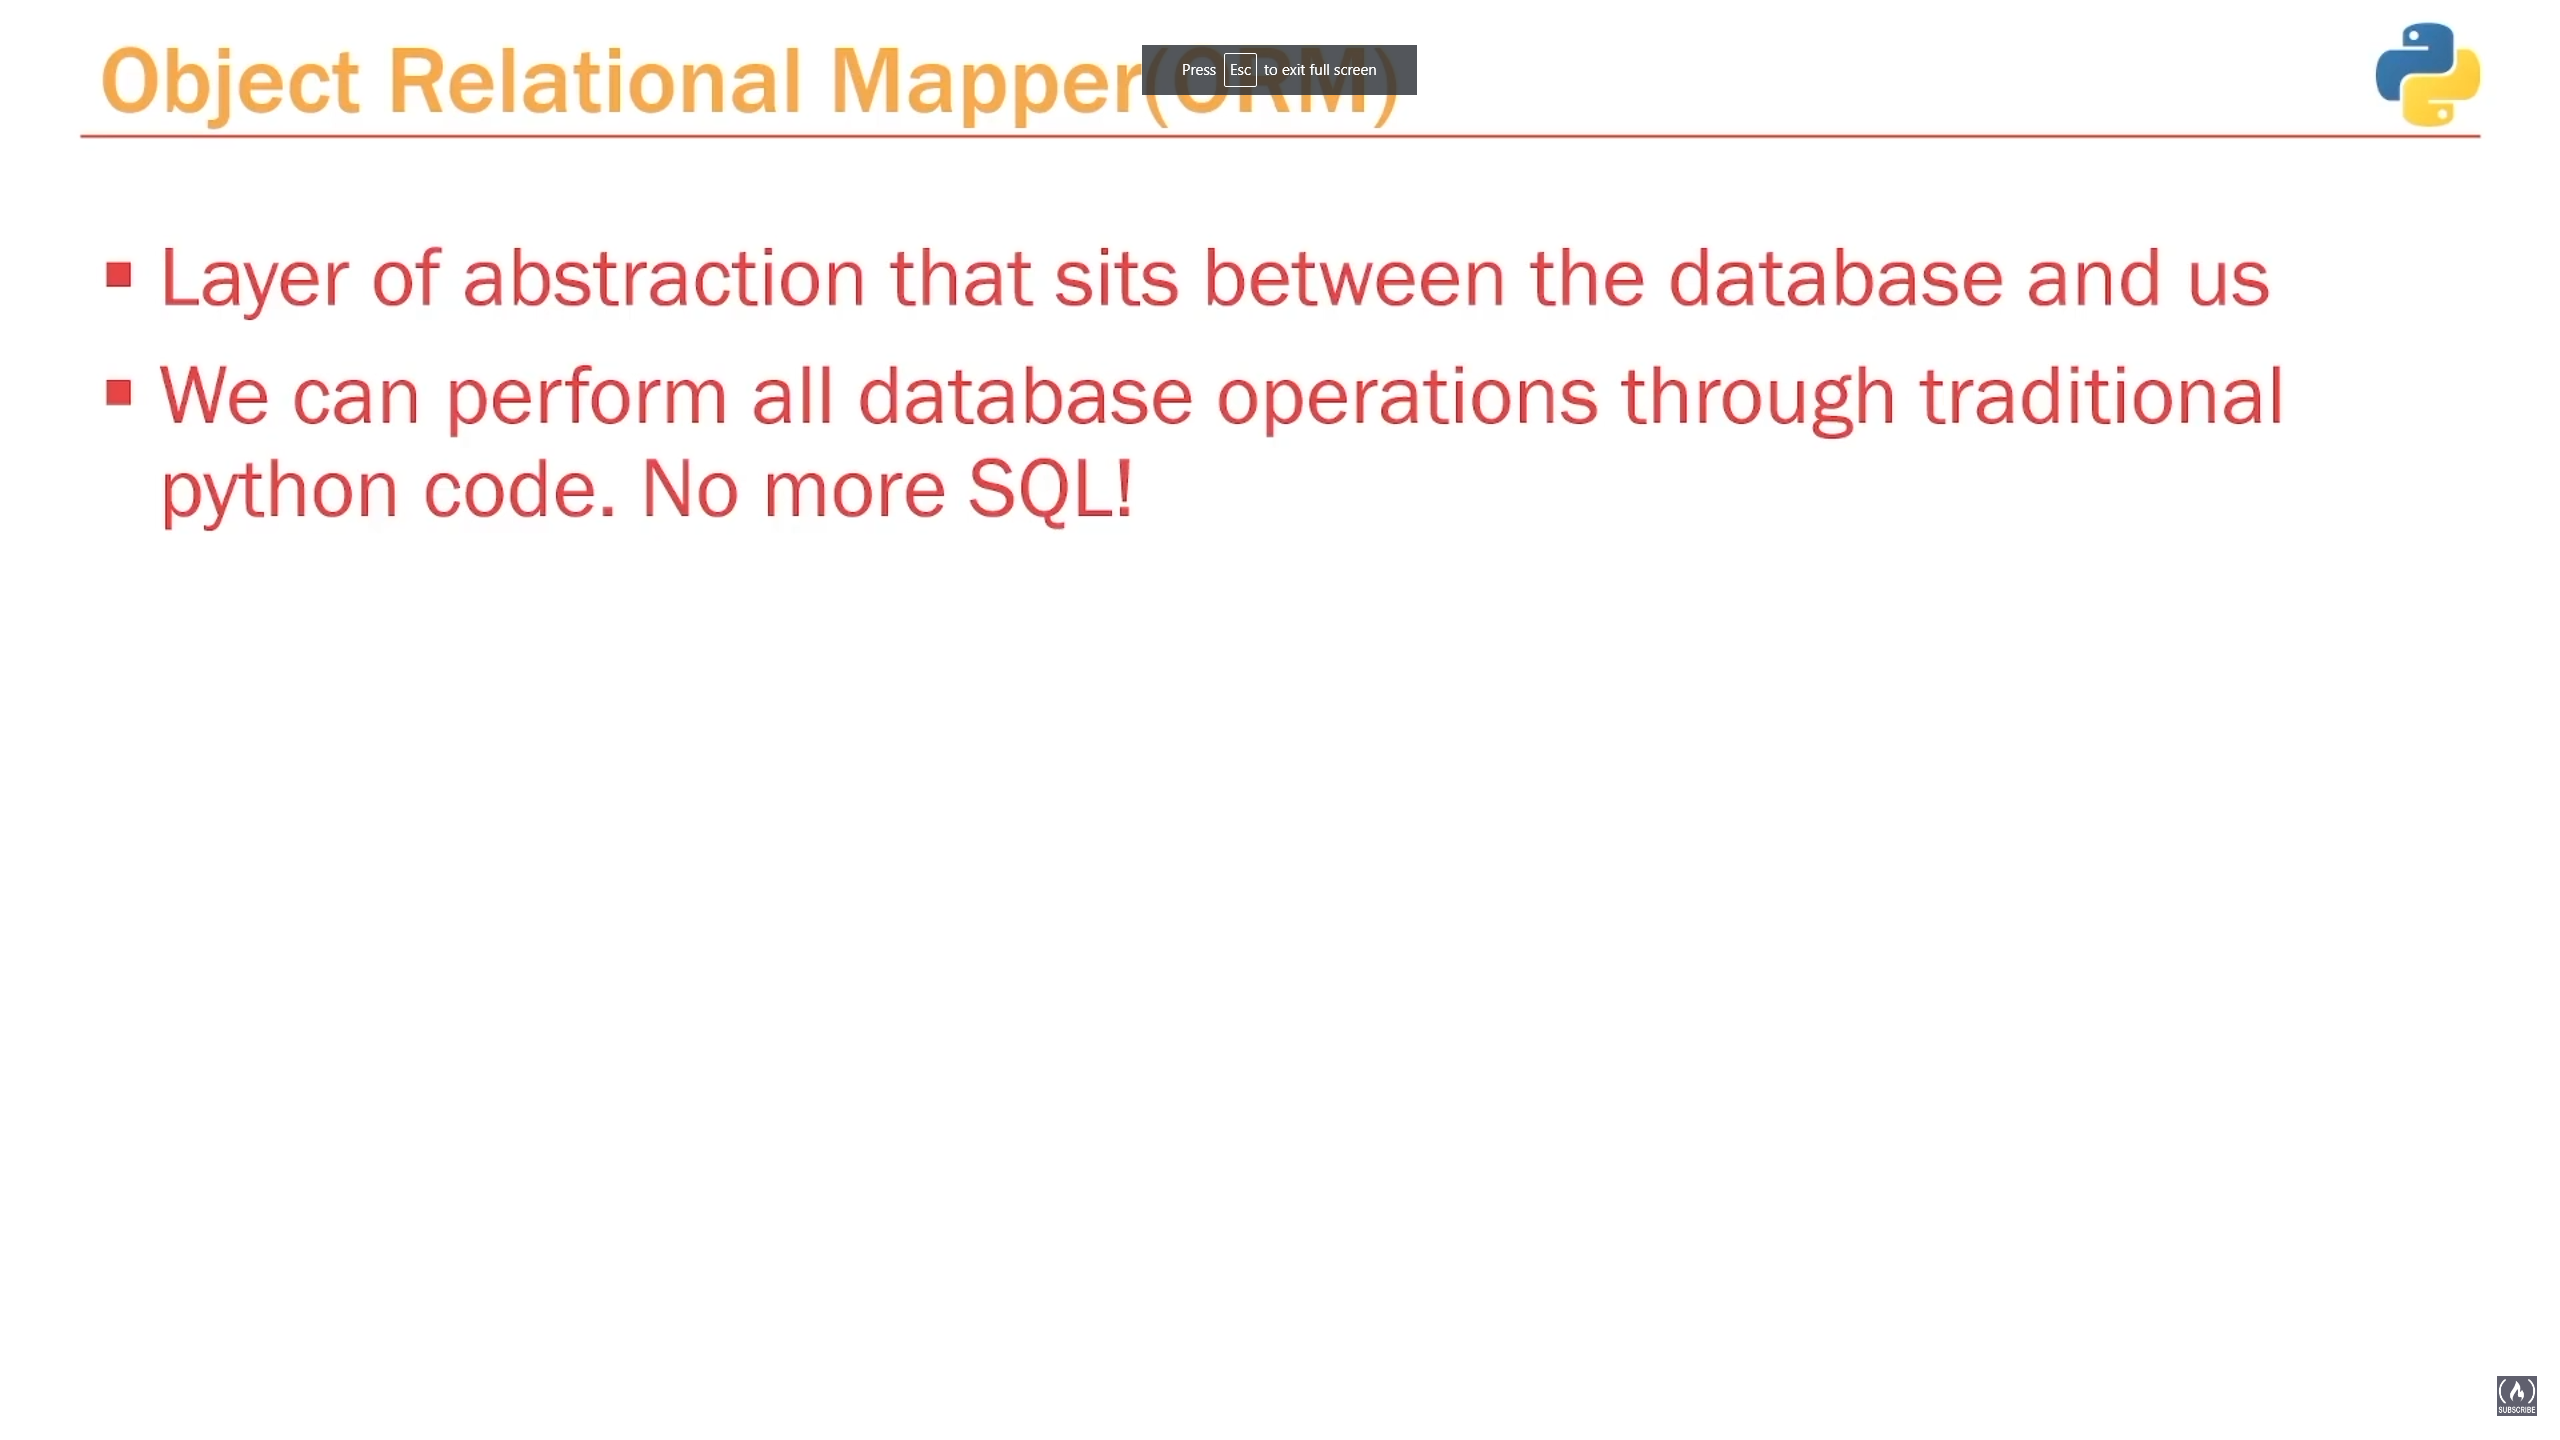 Object Relational Mapper(ORM)
Press Esc to exit full screen
Layer of abstraction that sits between the database and us
We can perform all database operations through traditional
python code. No more SQL!
SUBSCRIBE